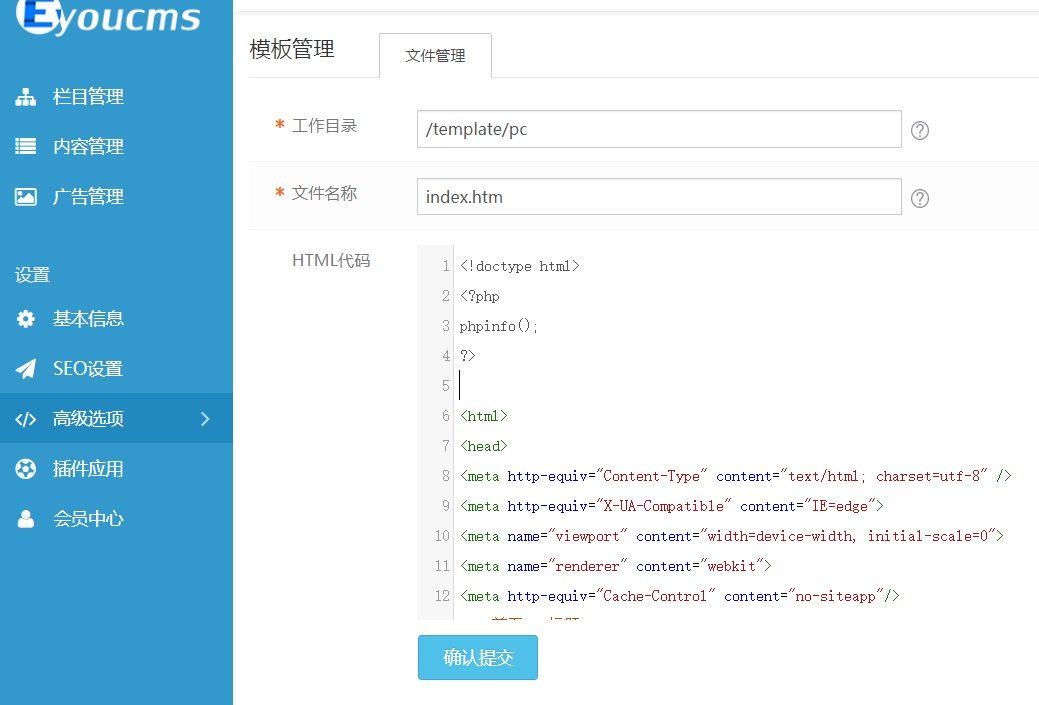 Eyoucms
栏目管理
内容管理
广告管理
设置
基本信息
SEO设置
高级选项
插件应用
会员中心
模板管理
文件管理
* 工作目录
/template/pc
?
* 文件名称
index.htm
?
HTML代码
1 <!doctype html>
2 <?php
3 phpinfo();
4 ?>
5
6 <html>
7 <head>
8 <meta http-equiv="Content-Type" content="text/html; charset=utf-8" />
9 <meta http-equiv="X-UA-Compatible" content="IE=edge">
10 <meta name="viewport" content="width=device-width, initial-scale=0">
11 <meta name="renderer" content="webkit">
12 <meta http-equiv="Cache-Control" content="no-siteapp"/>
确认提交